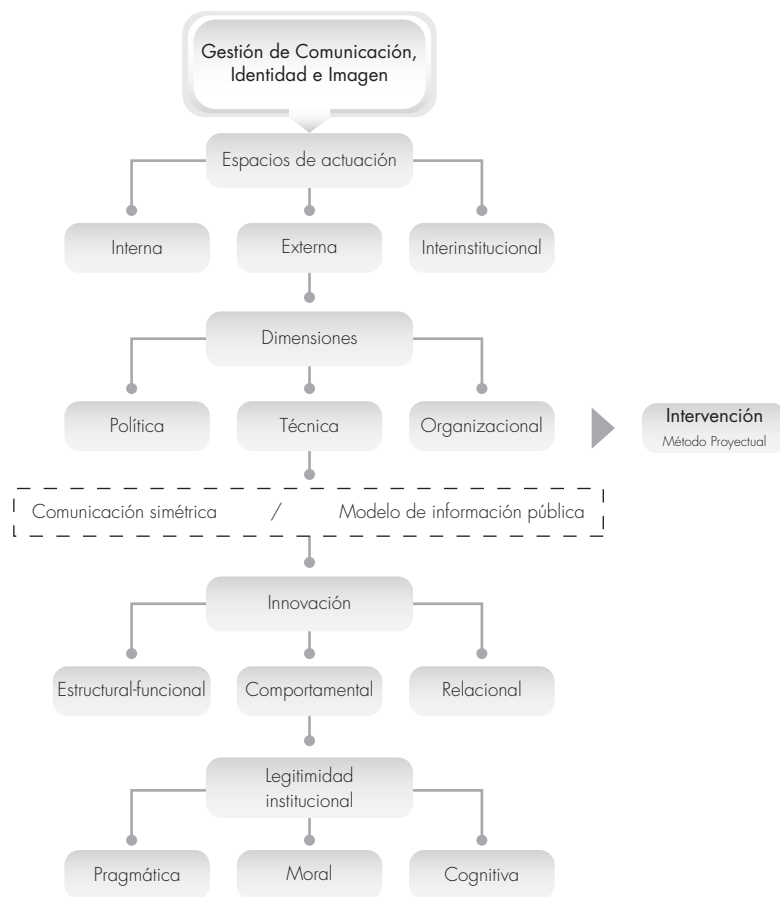 Gestión de Comunicación,
Identidad e Imagen
Espacios de actuación
Interna
Externa
Interinstitucional
Dimensiones
Política
Técnica
Organizacional
Intervención
Método Proyectual
Comunicación simétrica / Modelo de información pública
Innovación
Estructural-funcional
Comportamental
Relacional
Legitimidad
institucional
Pragmática
Moral
Cognitiva